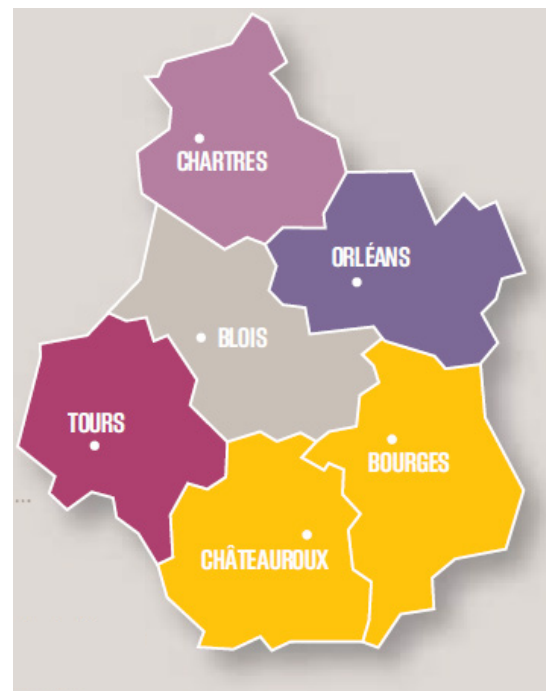 CHARTRES
ORLÉANS
BLOIS
TOURS
BOURGES
CHÂTEAUROUX
...